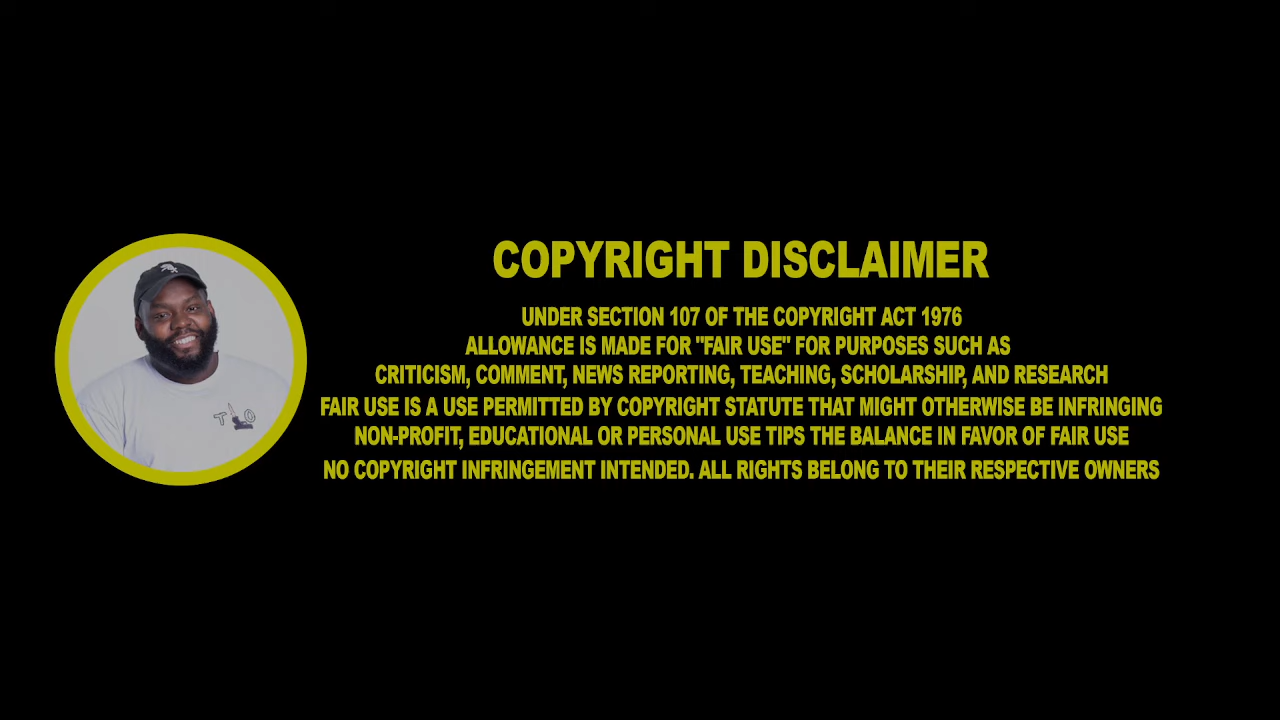 COPYRIGHT DISCLAIMER
UNDER SECTION 107 OF THE COPYRIGHT ACT 1976
ALLOWANCE IS MADE FOR "FAIR USE" FOR PURPOSES SUCH AS
CRITICISM, COMMENT, NEWS REPORTING, TEACHING, SCHOLARSHIP, AND RESEARCH
FAIR USE IS A USE PERMITTED BY COPYRIGHT STATUTE THAT MIGHT OTHERWISE BE INFRINGING
NON-PROFIT, EDUCATIONAL OR PERSONAL USE TIPS THE BALANCE IN FAVOR OF FAIR USE
NO COPYRIGHT INFRINGEMENT INTENDED. ALL RIGHTS BELONG TO THEIR RESPECTIVE OWNERS